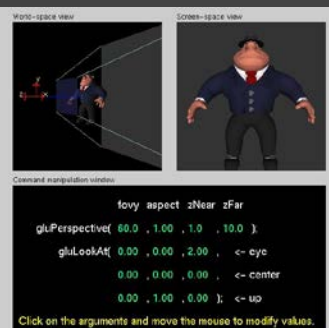 World-space view
Screen-space view
Command manipulation window
fovy aspect zNear zFar
gluPerspective( 60.0 , 1.00 , 1.0 , 10.0 );
gluLookAt( 0.00 , 0.00 , 2.00 , <- eye
0.00 , 0.00 , 0.00 , <- center
0.00 , 1.00 , 0.00 ); <- up
Click on the arguments and move the mouse to modify values.